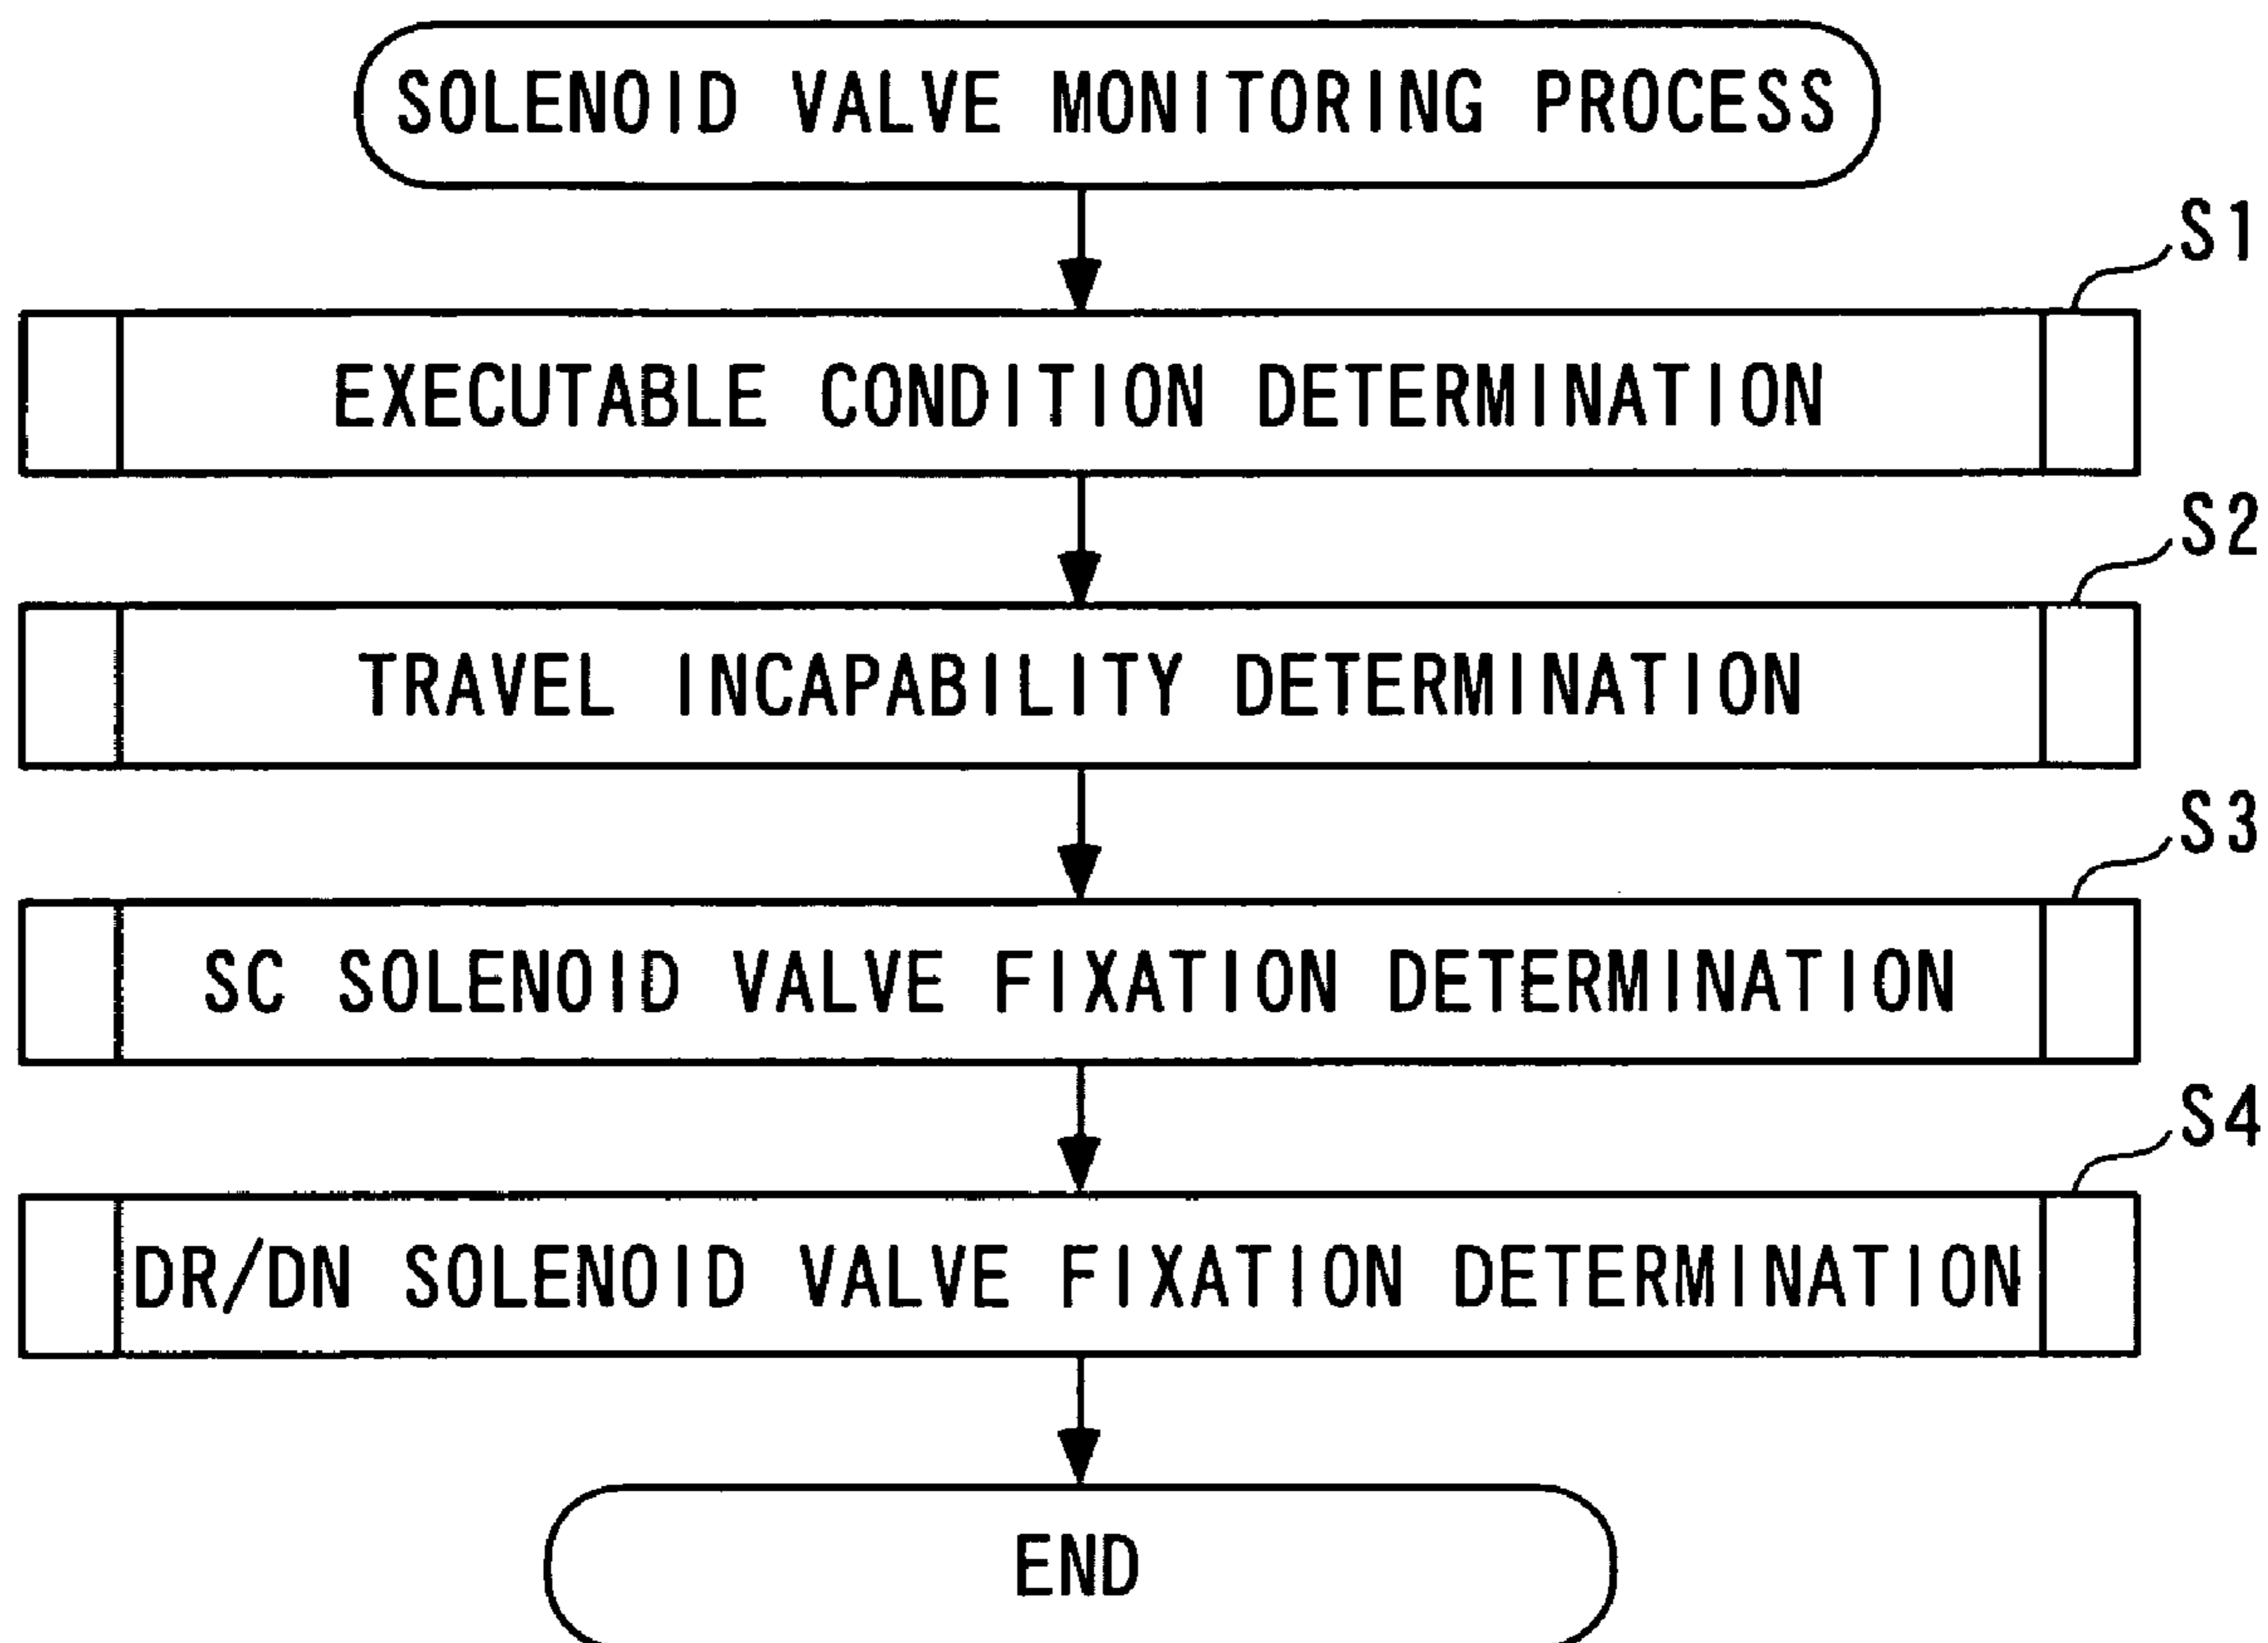 SOLENOID VALVE MONITORING PROCESS
S1
EXECUTABLE CONDITION DETERMINATION
S2
TRAVEL INCAPABILITY DETERMINATION
S3
SC SOLENOID VALVE FIXATION DETERMINATION
S4
DR/DN SOLENOID VALVE FIXATION DETERMINATION
END